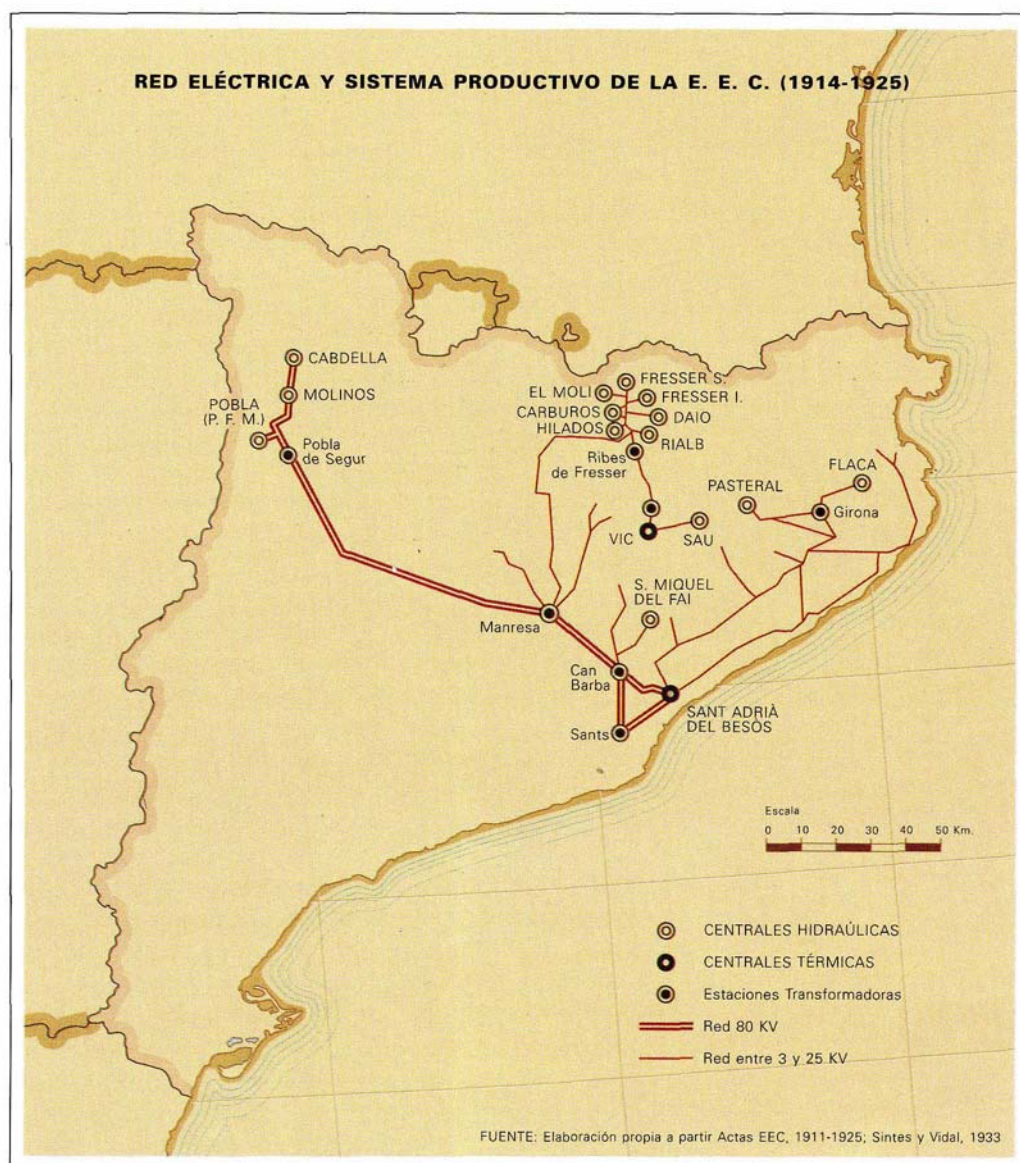 RED ELÉCTRICA Y SISTEMA PRODUCTIVO DE LA E. E. C. (1914-1925)
CABDELLA
MOLINOS
POBLA
(P. F. M.)
Pobla
de Segur
EL MOLI
FRESSER S.
FRESSER I.
CARBUROS
DAIO
HILADOS
RIALB
Ribes
de Fresser
FLACA
PASTERAL
Girona
VIC
SAU
S. MIQUEL
DEL FAI
Manresa
Can
Barba
SANT ADRIÀ
DEL BESÒS
Sants
Escala
0 10 20 30 40 50 Km.
CENTRALES HIDRAÚLICAS
CENTRALES TÉRMICAS
Estaciones Transformadoras
Red 80 KV
Red entre 3 y 25 KV
FUENTE: Elaboración propia a partir Actas EEC, 1911-1925; Sintes y Vidal, 1933